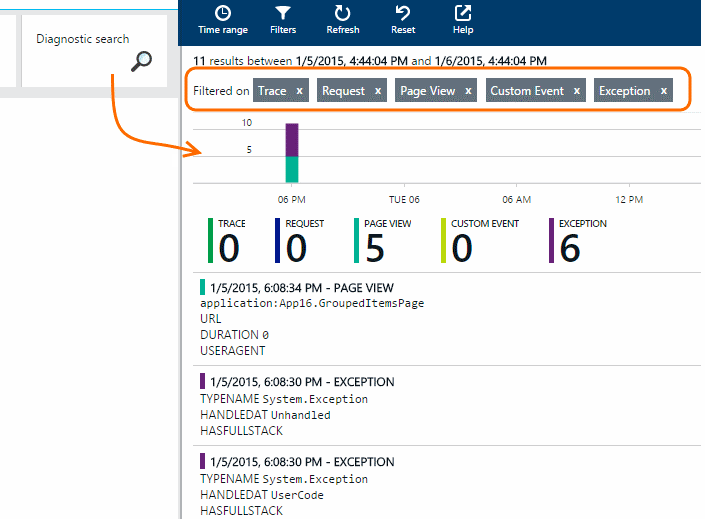 Diagnostic search
Time range Filters Refresh Reset Help
11 results between 1/5/2015, 4:44:04 PM and 1/6/2015, 4:44:04 PM
Filtered on Trace x Request x Page View x Custom Event x Exception x
10
5
06 PM TUE 06 06 AM 12 PM
TRACE REQUEST PAGE VIEW CUSTOM EVENT EXCEPTION
0 0 5 0 6
1/5/2015, 6:08:34 PM - PAGE VIEW
application:App16.GroupedItemsPage
URL
DURATION 0
USERAGENT
1/5/2015, 6:08:30 PM - EXCEPTION
TYPENAME System.Exception
HANDLEDAT Unhandled
HASFULLSTACK
1/5/2015, 6:08:30 PM - EXCEPTION
TYPENAME System.Exception
HANDLEDAT UserCode
HASFULLSTACK